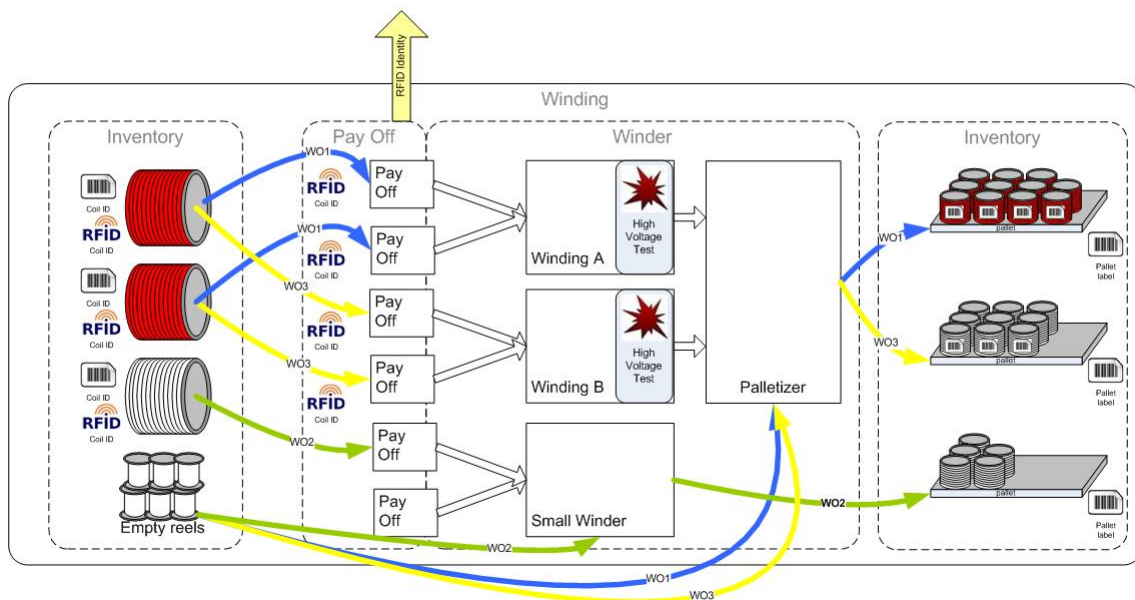 RFID Identity
Winding
Inventory
Pay Off
Winder
Inventory
Coil ID
RFID
Coil ID
Coil ID
RFID
Coil ID
Coil ID
RFID
Coil ID
Empty reels
WO1
WO1
WO3
WO3
WO2
WO2
RFID
Coil ID
RFID
Coil ID
RFID
Coil ID
RFID
Coil ID
Pay
Off
Pay
Off
Pay
Off
Pay
Off
Pay
Off
Pay
Off
Winding A
High
Voltage
Test
Winding B
High
Voltage
Test
Small Winder
Palletizer
WO1
WO3
WO2
WO1
WO3
pallet
Pallet
label
pallet
Pallet
label
pallet
Pallet
label